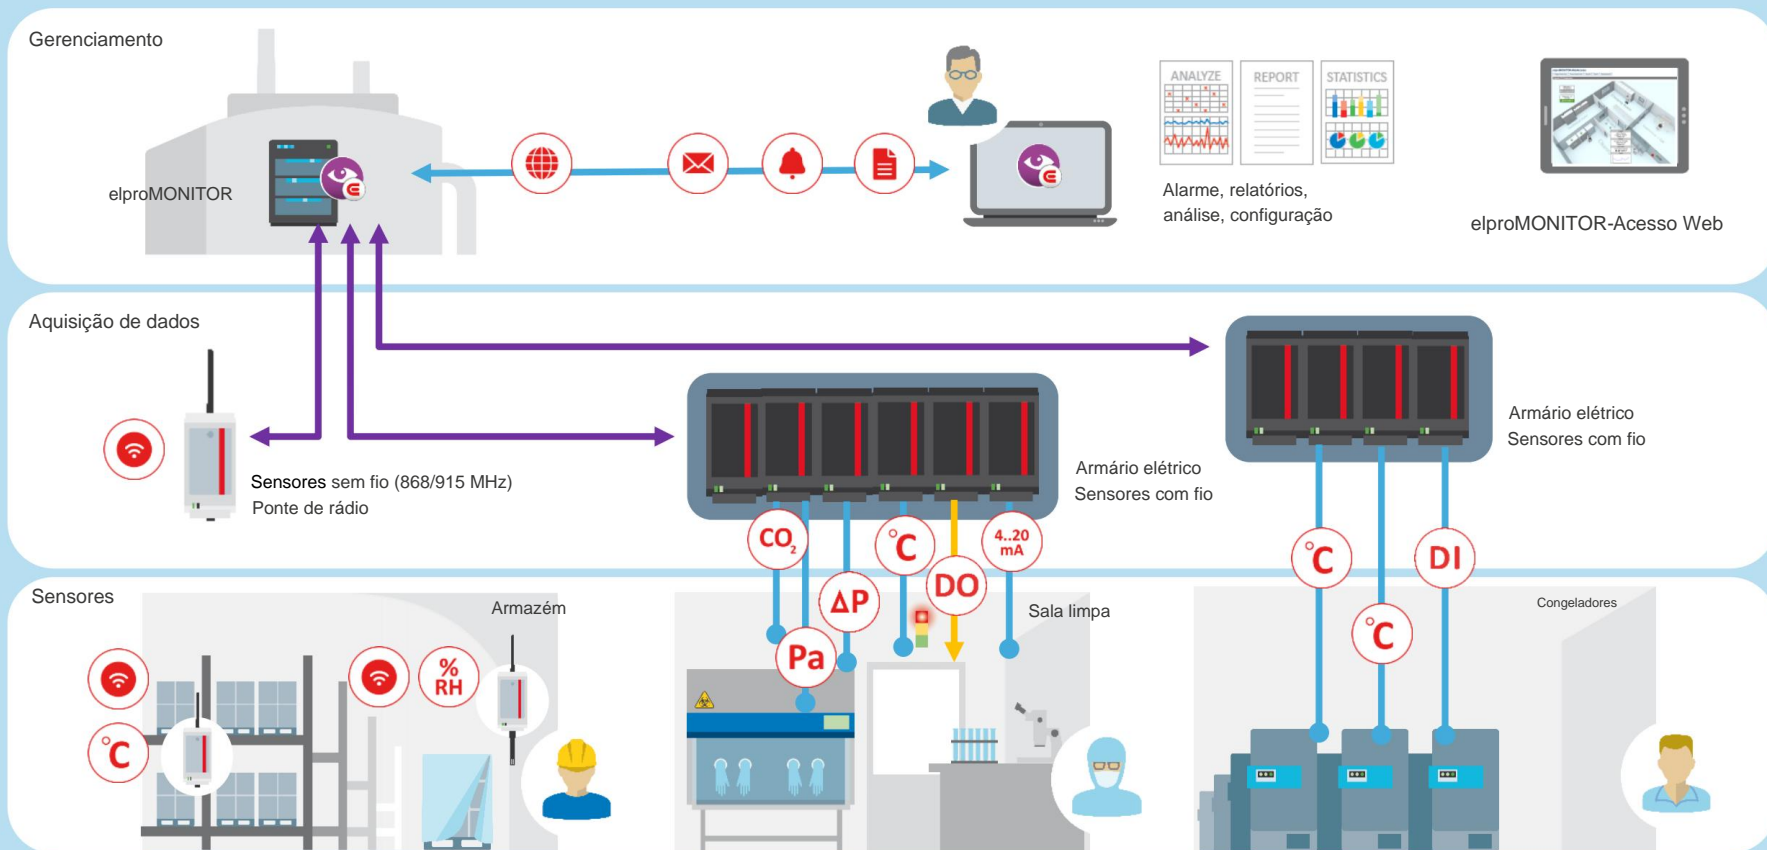 Gerenciamento
elproMONITOR
ANALYZE
REPORT
STATISTICS
Alarme, relatórios,
análise, configuração
elproMONITOR-Acesso Web
Aquisição de dados
Sensores sem fio (868/915 MHz)
Ponte de rádio
Armário elétrico
Sensores com fio
Armário elétrico
Sensores com fio
CO₂
°C
4..20
mA
ΔP
DO
Pa
°C
DI
°C
Sensores
Armazém
Sala limpa
Congeladores
%
RH
°C